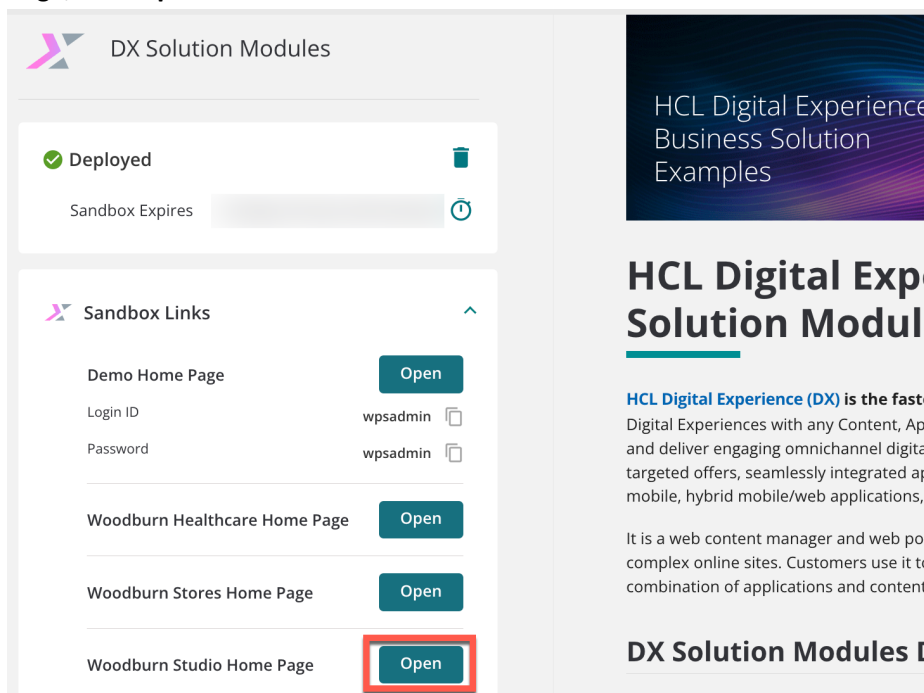 DX Solution Modules
Deployed
Sandbox Expires
Sandbox Links
Demo Home Page Open
Login ID wpsadmin
Password wpsadmin
Woodburn Healthcare Home Page Open
Woodburn Stores Home Page Open
Woodburn Studio Home Page Open
HCL Digital Experience
Business Solution
Examples
HCL Digital Exp
Solution Modul
HCL Digital Experience (DX) is the fast
Digital Experiences with any Content, Ap
and deliver engaging omnichannel digita
targeted offers, seamlessly integrated a
mobile, hybrid mobile/web applications,
It is a web content manager and web po
complex online sites. Customers use it to
combination of applications and content
DX Solution Modules